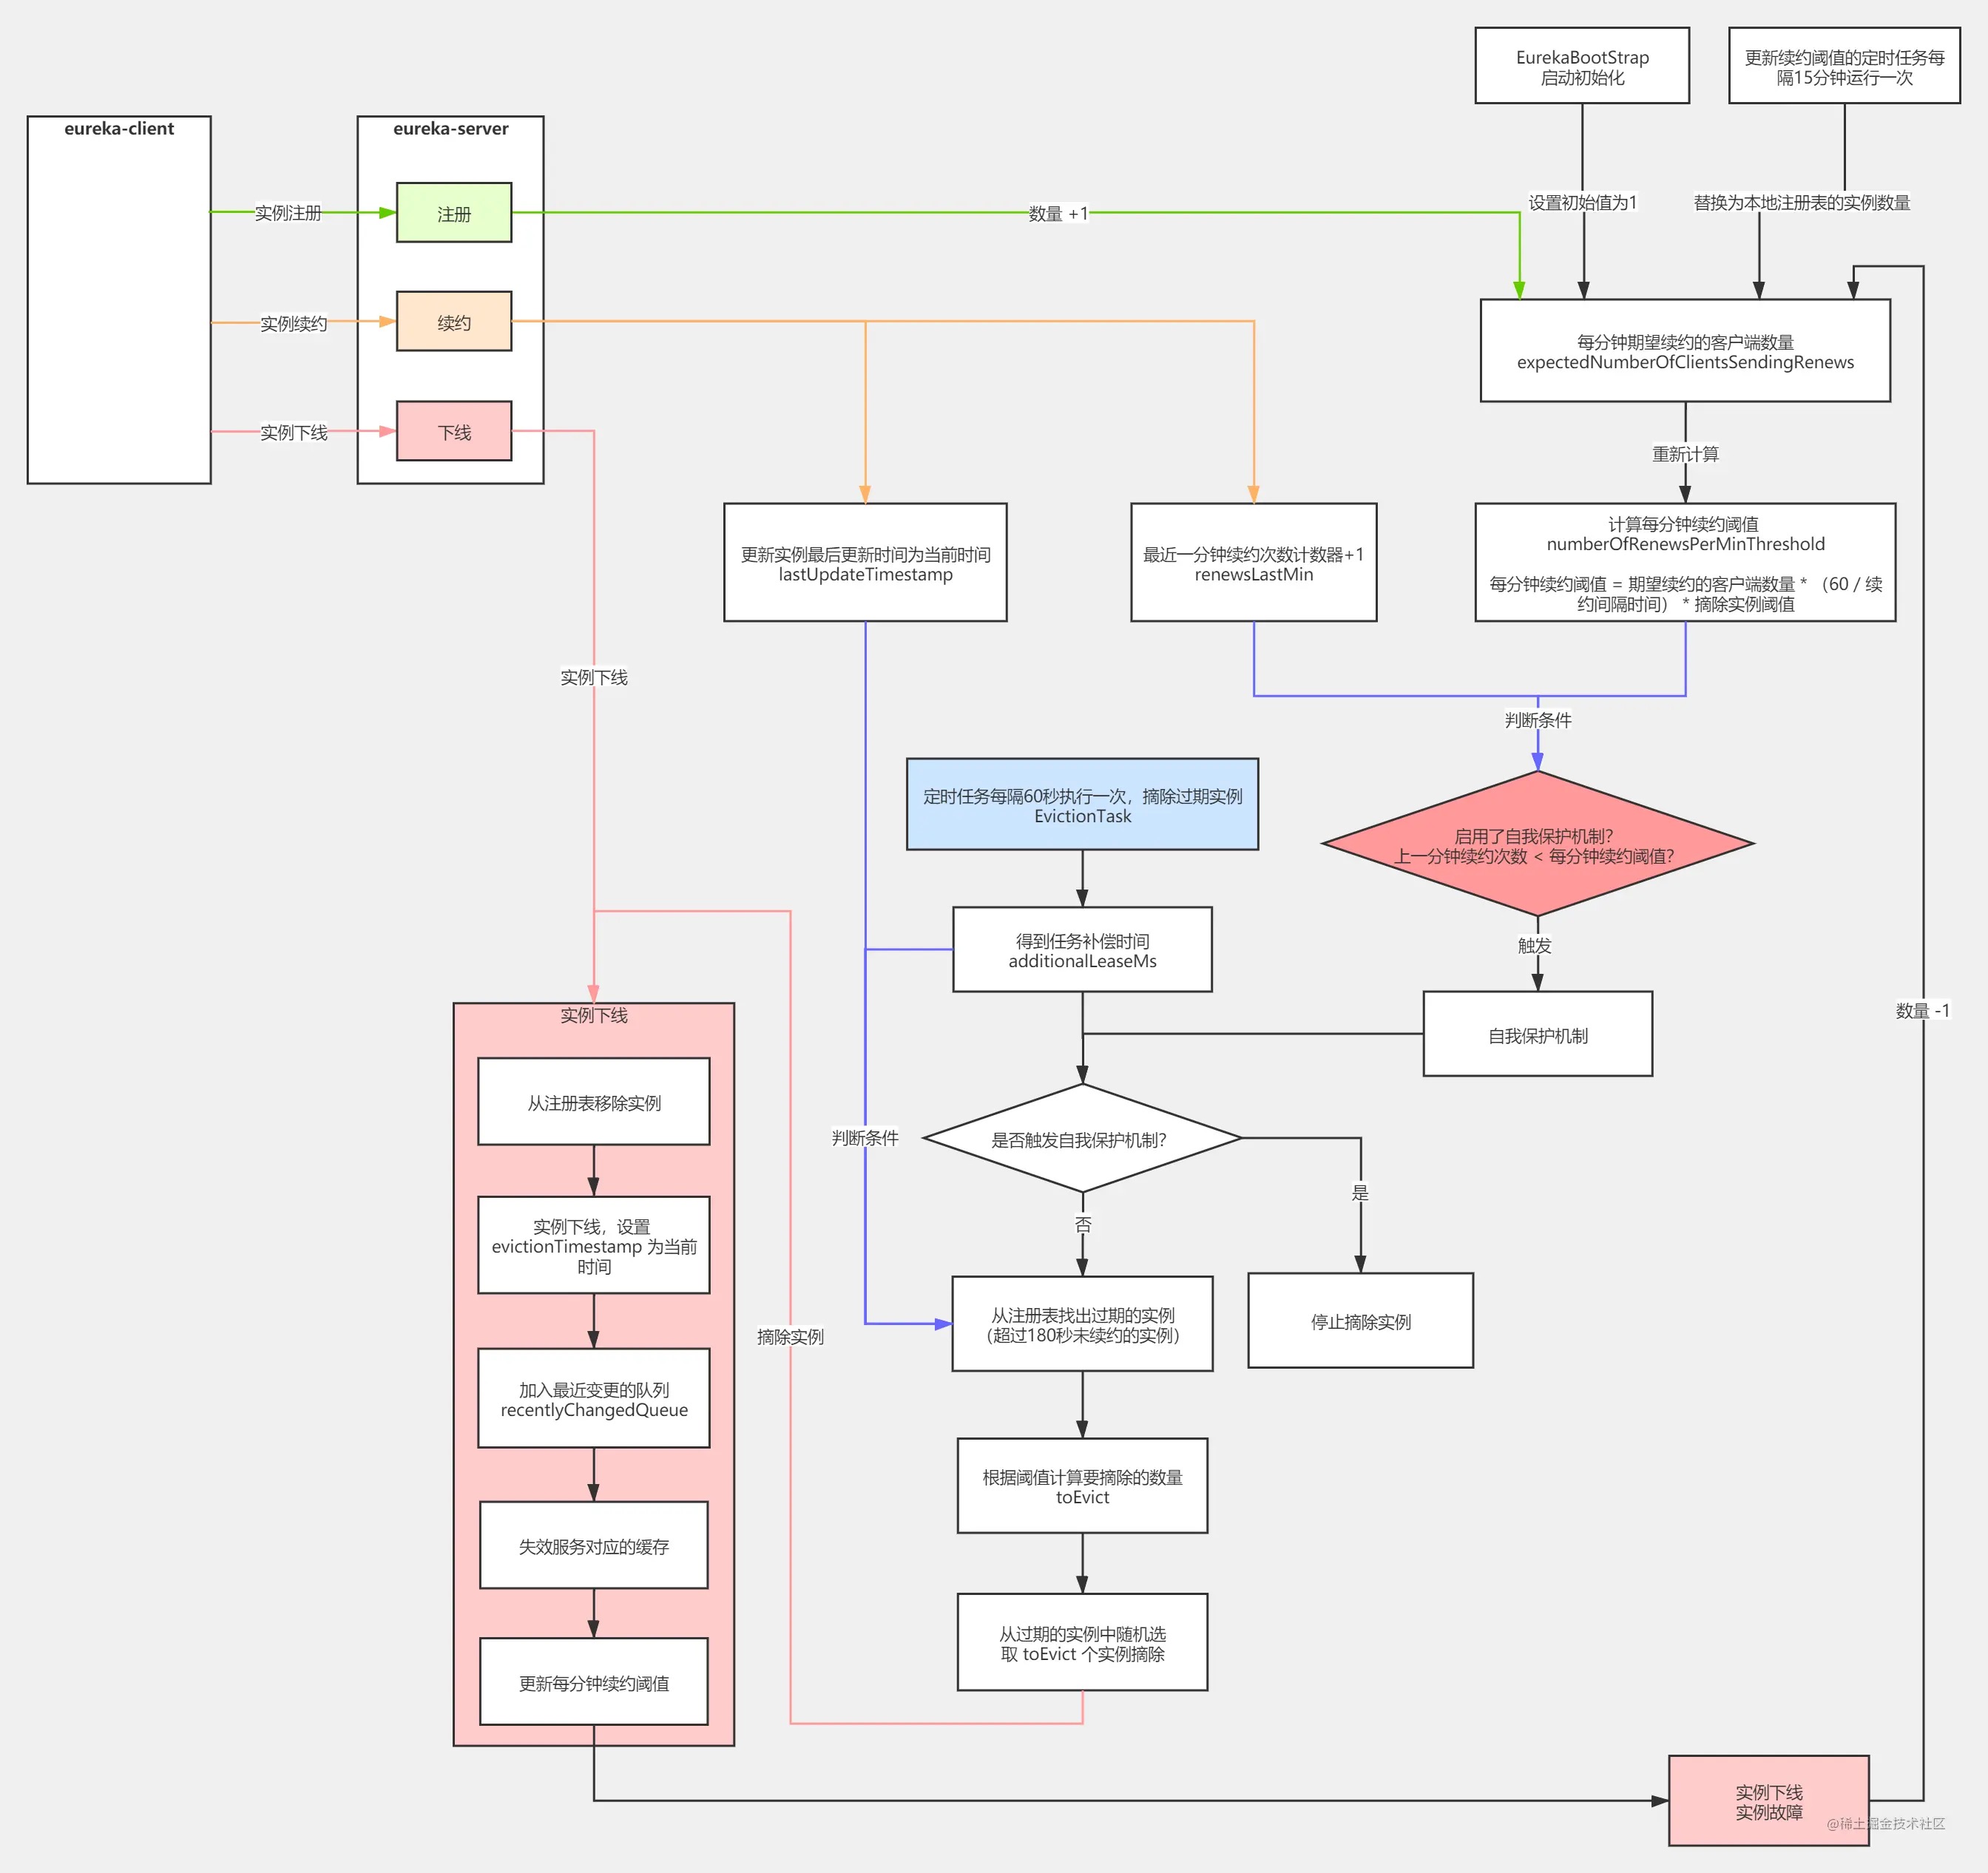 EurekaBootStrap
启动初始化
更新续约阈值的定时任务每
隔15分钟运行一次
eureka-client
eureka-server
实例注册
注册
数量 +1
设置初始值为1
替换为本地注册表的实例数量
实例续约
续约
每分钟期望续约的客户端数量
expectedNumberOfClientsSendingRenews
实例下线
下线
重新计算
更新实例最后更新时间为当前时间
lastUpdateTimestamp
最近一分钟续约次数计数器+1
renewsLastMin
计算每分钟续约阈值
numberOfRenewsPerMinThreshold
每分钟续约阈值 = 期望续约的客户端数量 * （60 / 续
约间隔时间） * 摘除实例阈值
实例下线
判断条件
定时任务每隔60秒执行一次，摘除过期实例
EvictionTask
启用了自我保护机制？
上一分钟续约次数 < 每分钟续约阈值？
得到任务补偿时间
additionalLeaseMs
触发
自我保护机制
数量 -1
实例下线
从注册表移除实例
判断条件
是否触发自我保护机制？
是
否
实例下线，设置
evictionTimestamp 为当前
时间
从注册表找出过期的实例
（超过180秒未续约的实例）
停止摘除实例
摘除实例
加入最近变更的队列
recentlyChangedQueue
根据阈值计算要摘除的数量
toEvict
失效服务对应的缓存
从过期的实例中随机选
取 toEvict 个实例摘除
更新每分钟续约阈值
实例下线
实例故障
@稀土掘金技术社区